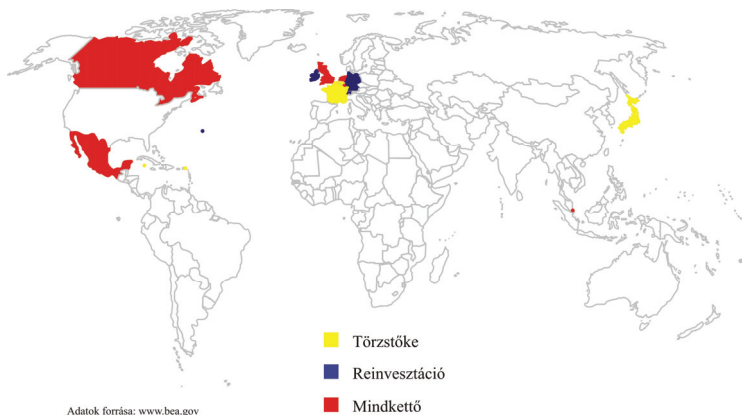 Törzstőke
Reinvesztáció
Mindkettő
Adatok forrása: www.bea.gov